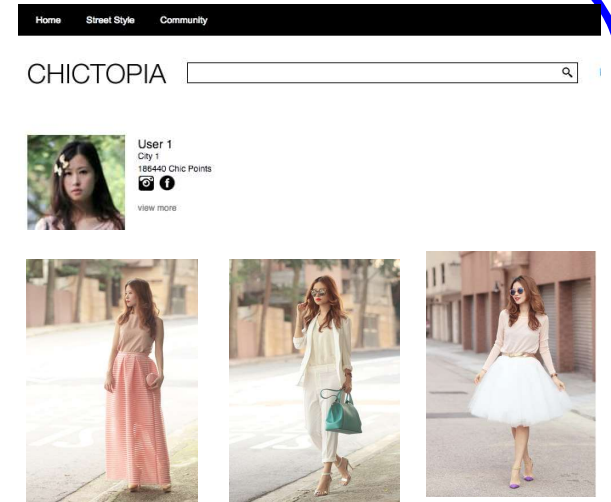 Home Street Style Community
CHICTOPIA
User 1
City 1
186440 Chic Points
view more